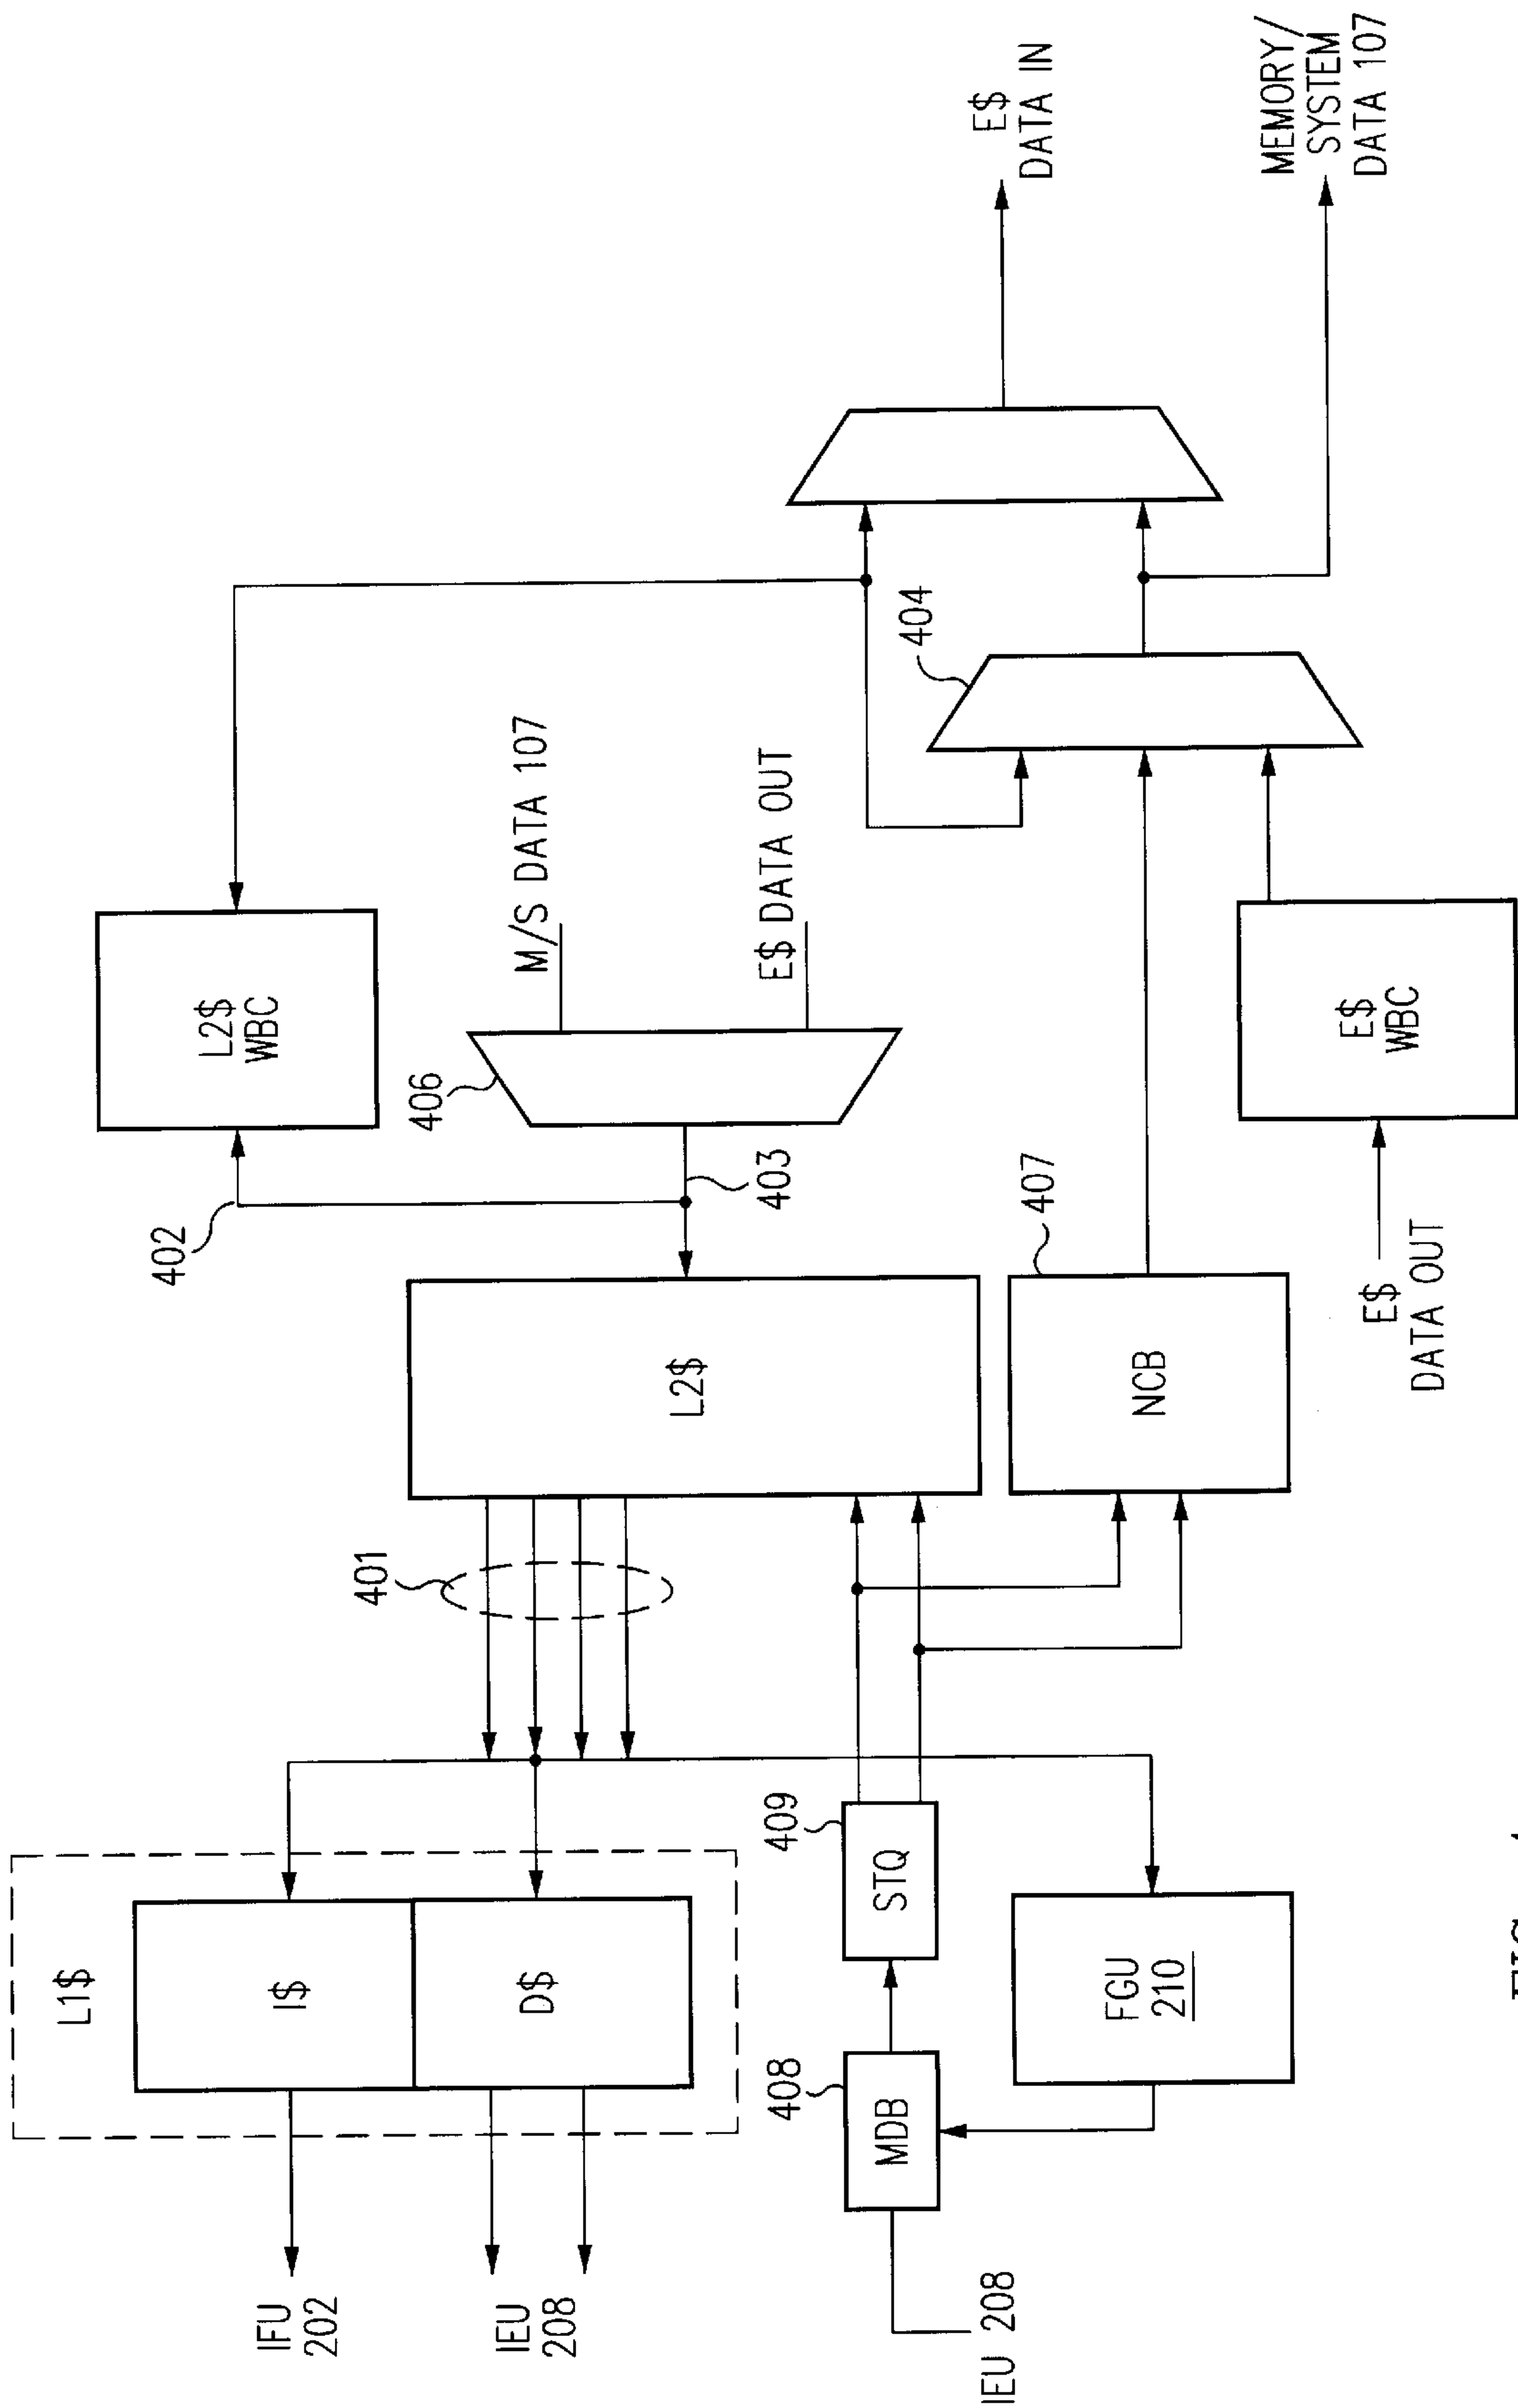 L1$
I$
D$
IFU
202
IEU
208
IEU 208
MDB
408
STQ
409
FGU
210
401
L2$
NCB
407
402
403
406
L2$
WBC
M/S DATA 107
E$ DATA OUT
E$
DATA OUT
E$
WBC
404
E$
DATA IN
MEMORY/
SYSTEM
DATA 107